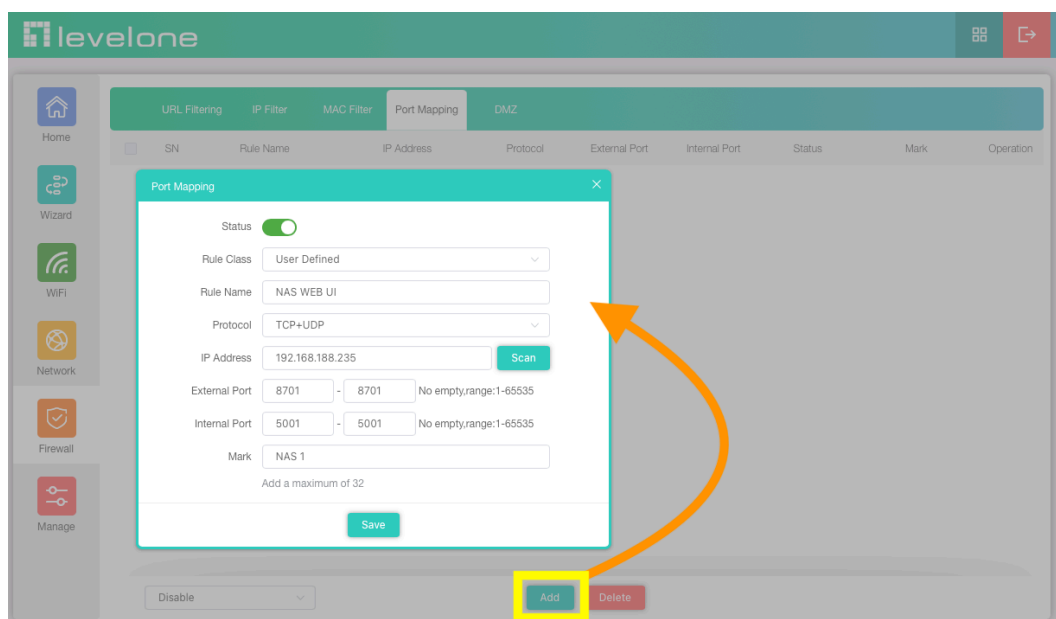 levelone
Home
Wizard
WiFi
Network
Firewall
Manage
URL Filtering IP Filter MAC Filter Port Mapping DMZ
SN Rule Name IP Address Protocol External Port Internal Port Status Mark Operation
Port Mapping
Status
Rule Class User Defined
Rule Name NAS WEB UI
Protocol TCP+UDP
IP Address 192.168.188.235 Scan
External Port 8701 - 8701 No empty,range:1-65535
Internal Port 5001 - 5001 No empty,range:1-65535
Mark NAS 1
Add a maximum of 32
Save
Disable Add Delete